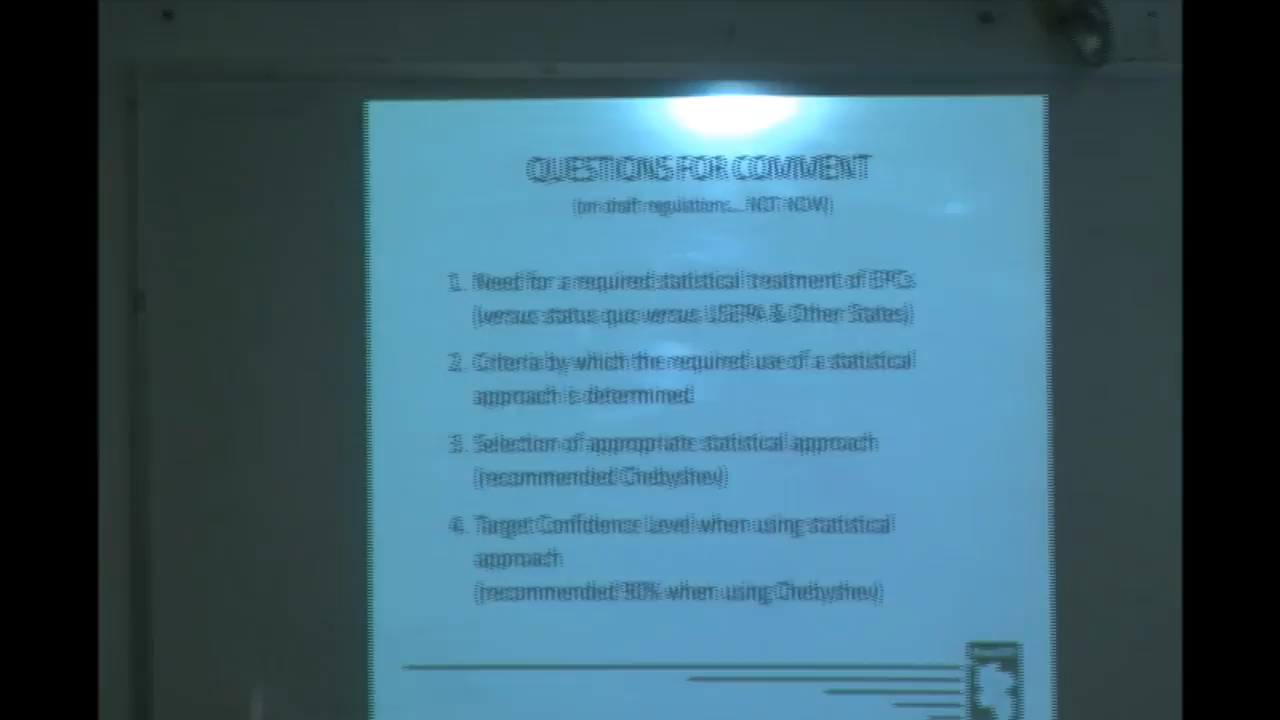 QUESTIONS FOR COMMENT
(on draft regulations... NOT NOW)
1. Need for a required statistical treatment of EPCs
(versus status quo versus USEPA & Other States)
2. Criteria by which the required use of a statistical
approach is determined
3. Selection of appropriate statistical approach
(recommended Chebyshev)
4. Target Confidence Level when using statistical
approach
(recommended 90% when using Chebyshev)